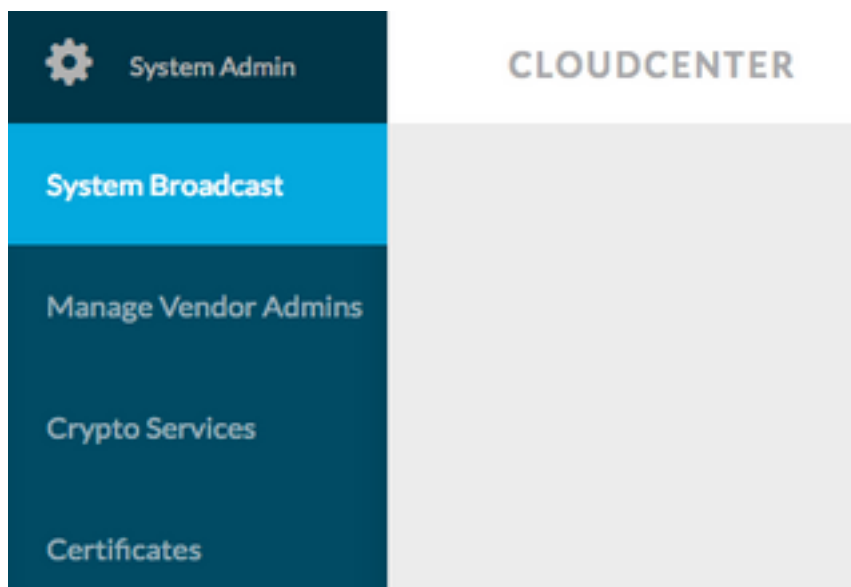 System Admin
CLOUDCENTER
System Broadcast
Manage Vendor Admins
Crypto Services
Certificates